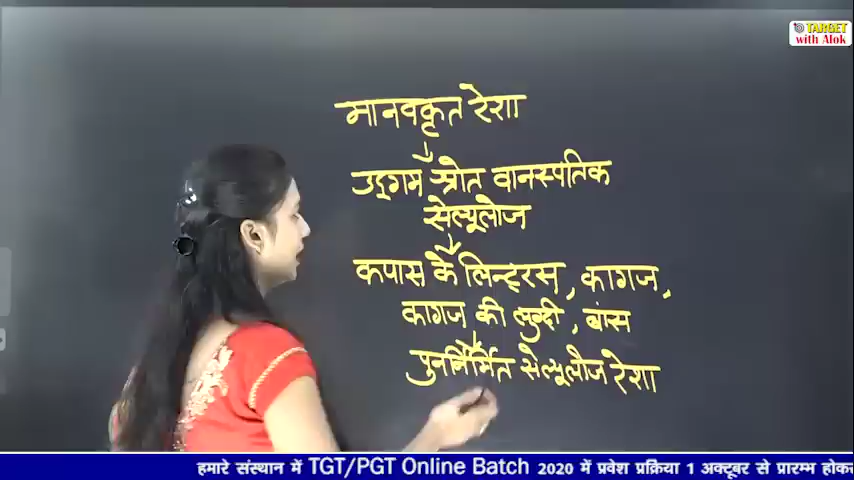 TARGET
with Alok
मानवकृत रेशा
उद्गम स्रोत वानस्पतिक
सेल्यूलोज
कपास के लिन्टरस, कागज,
कागज की लुग्दी, बांस
पुनर्निर्मित सेल्यूलोज रेशा
हमारे संस्थान में TGT/PGT Online Batch 2020 में प्रवेश प्रक्रिया 1 अक्टूबर से प्रारम्भ होकर